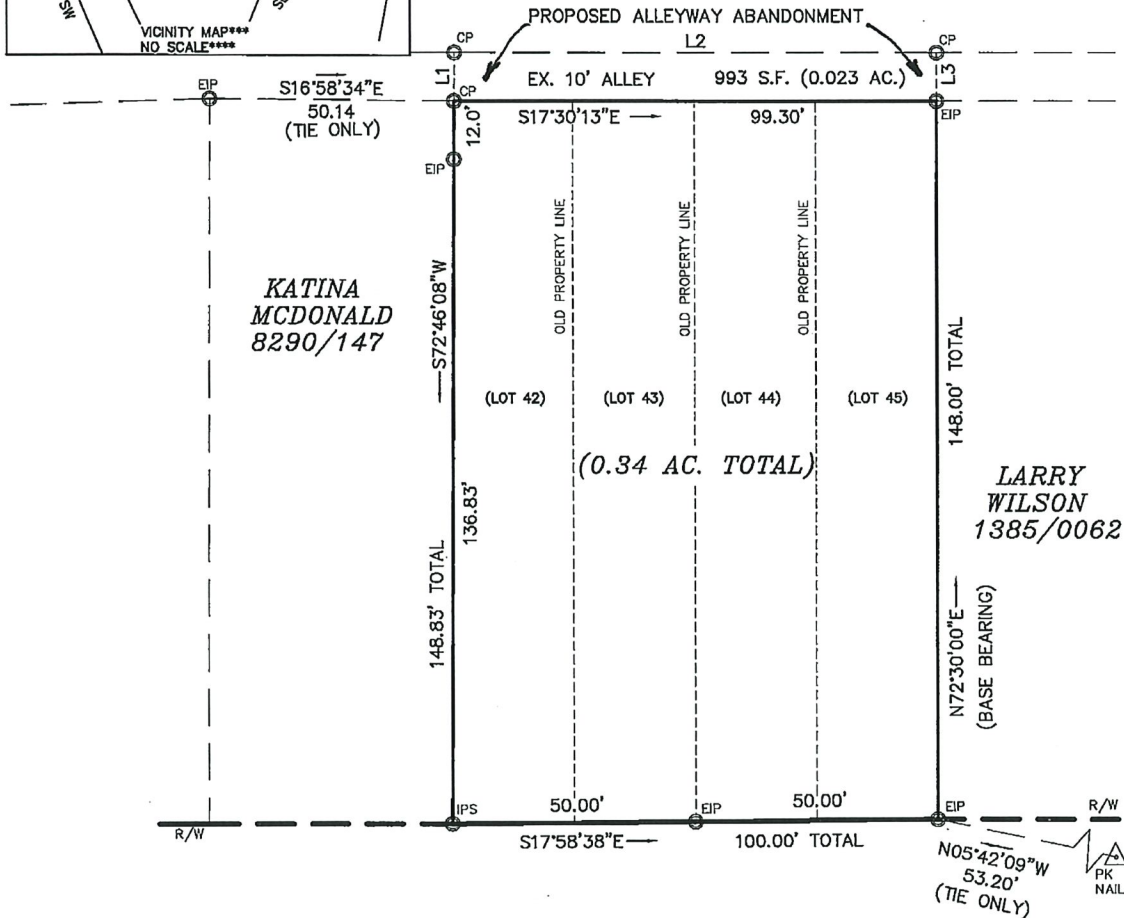 SW
VICINITY MAP***
NO SCALE****
PROPOSED ALLEYWAY ABANDONMENT
CP
L2
CP
L1
EX. 10' ALLEY
993 S.F. (0.023 AC.)
L3
EIP
S16°58'34"E
50.14
(TIE ONLY)
CP
S17°30'13"E
99.30'
EIP
12.0'
EIP
OLD PROPERTY LINE
OLD PROPERTY LINE
OLD PROPERTY LINE
KATINA
MCDONALD
8290/147
S72°46'08"W
(LOT 42)
(LOT 43)
(LOT 44)
(LOT 45)
148.00' TOTAL
(0.34 AC. TOTAL)
LARRY
WILSON
1385/0062
136.83'
148.83' TOTAL
N72°30'00"E
(BASE BEARING)
IPS
50.00'
EIP
50.00'
EIP
R/W
R/W
S17°58'38"E
100.00' TOTAL
N05°42'09"W
53.20'
(TIE ONLY)
PK
NAIL